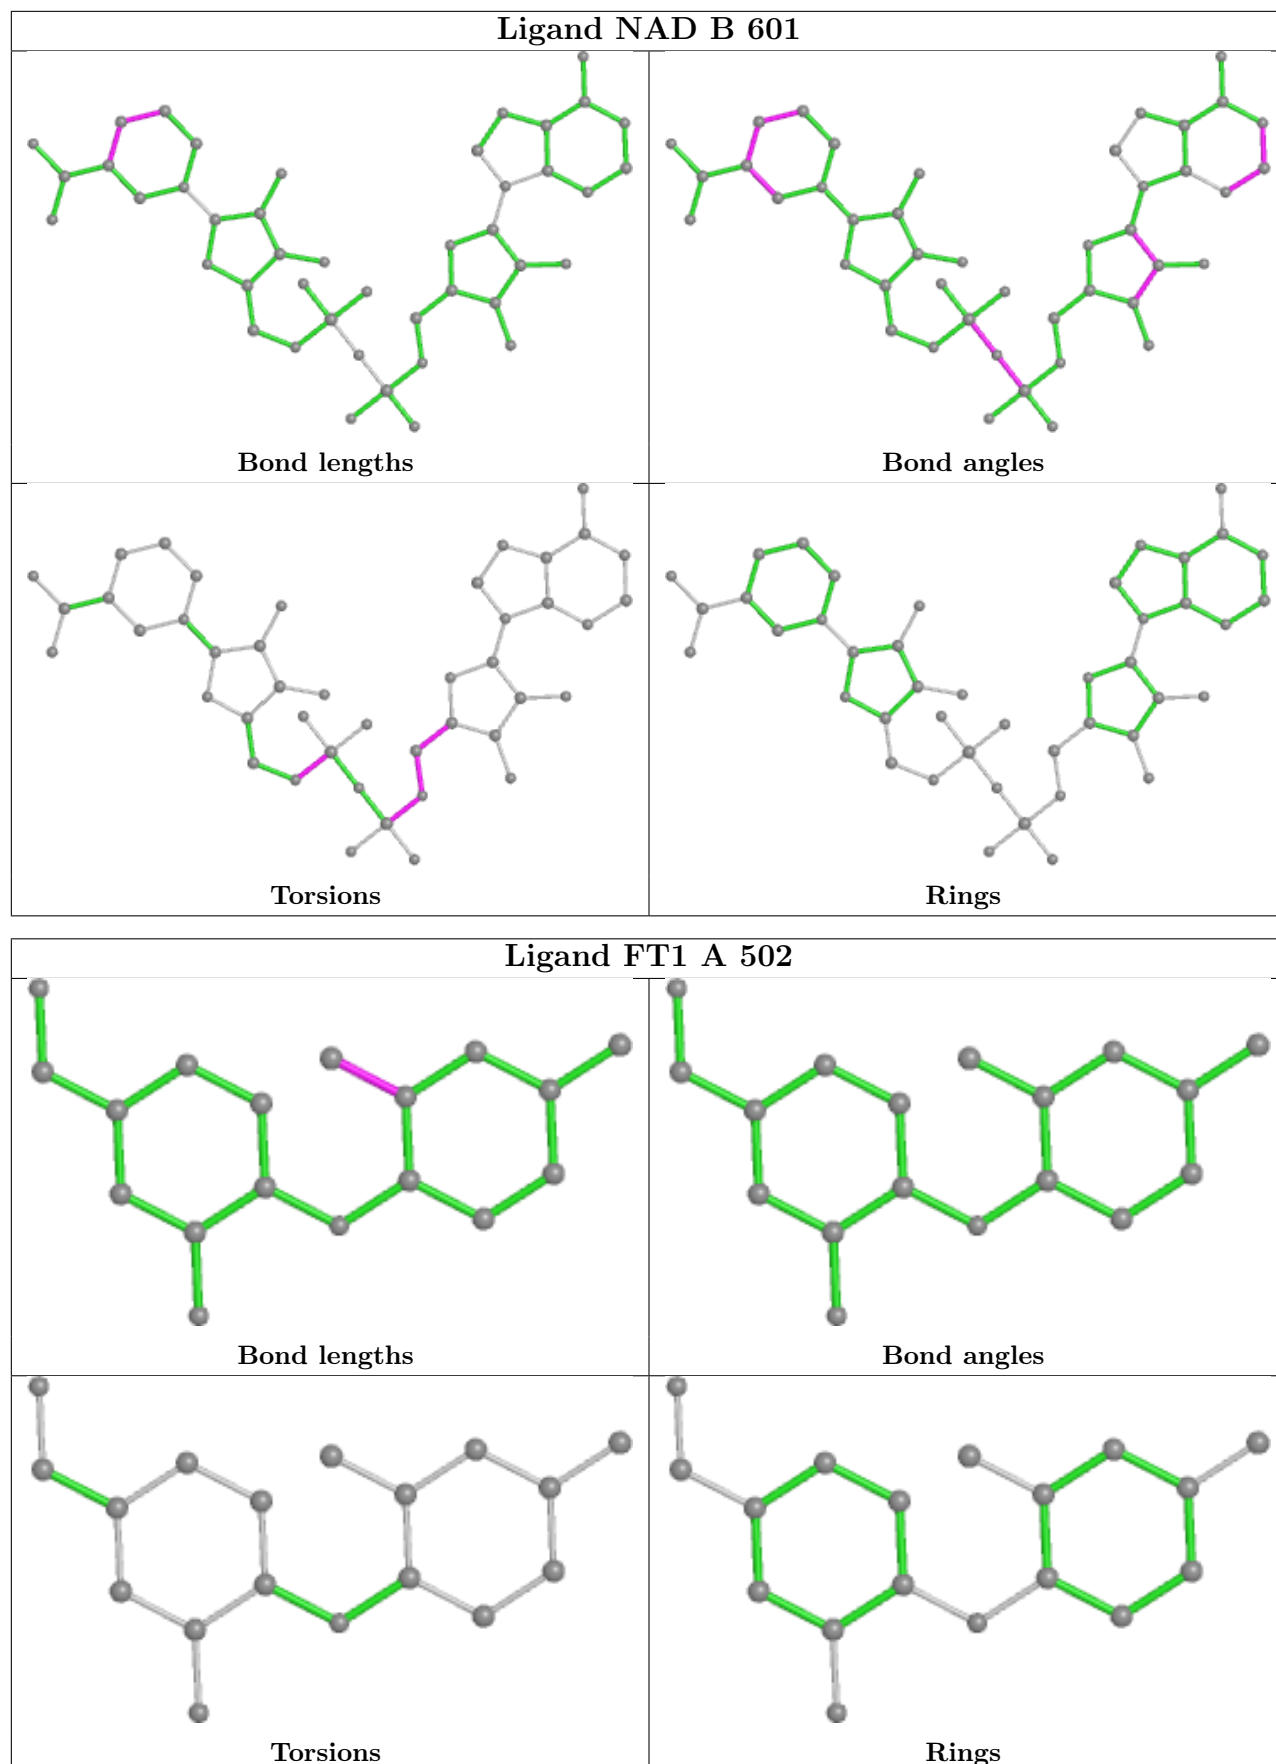 Ligand NAD B 601
Bond lengths
Bond angles
Torsions
Rings
Ligand FT1 A 502
Bond lengths
Bond angles
Torsions
Rings